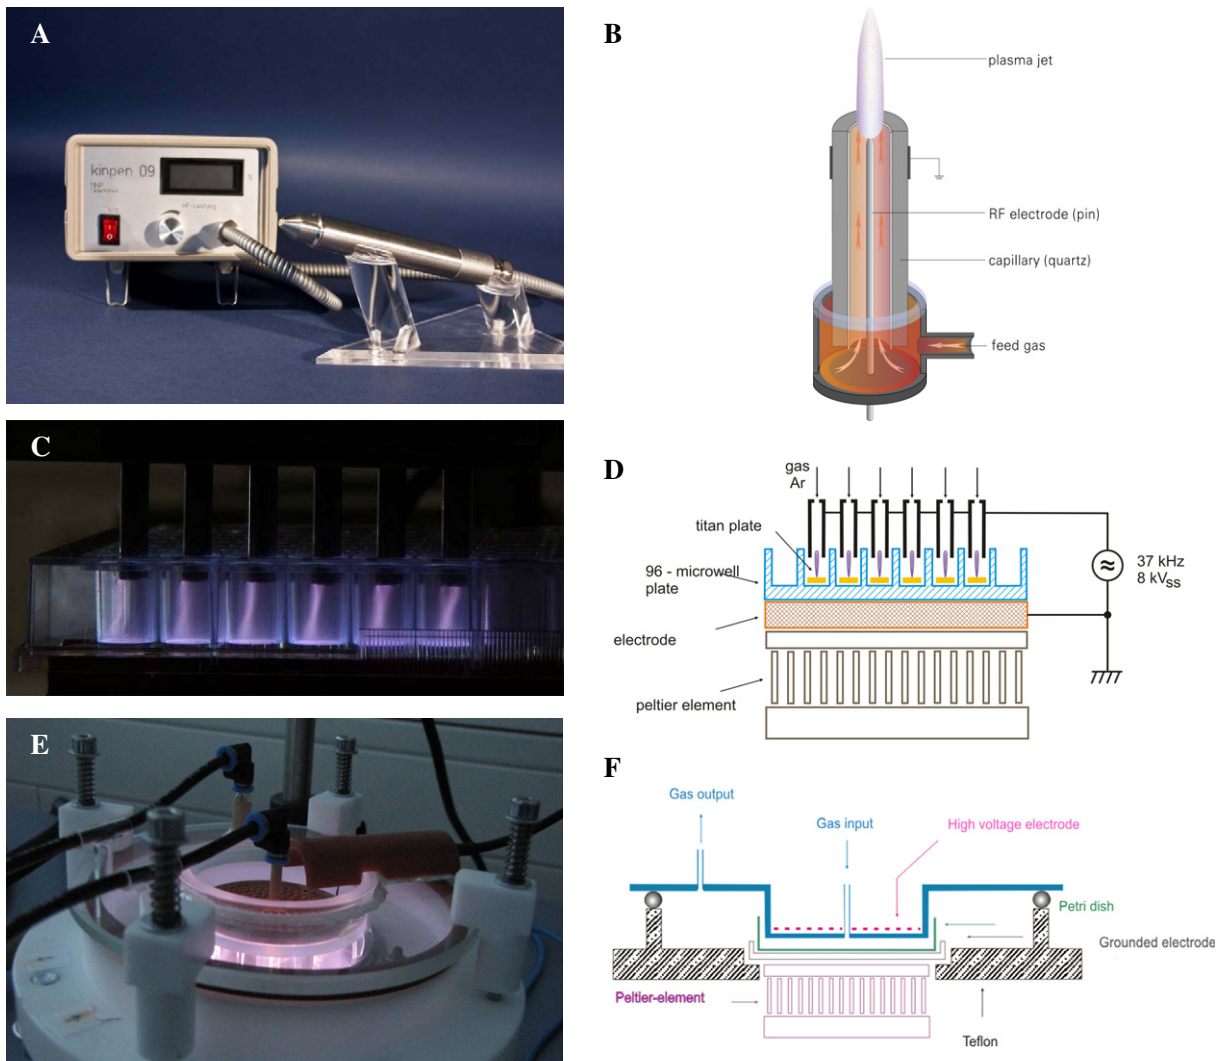 A
kinpen 09
HF-Leistung
B
plasma jet
RF electrode (pin)
capillary (quartz)
feed gas
C
D
gas
Ar
titan plate
96 - microwell
plate
electrode
peltier element
37 kHz
8 kVSS
E
F
Gas output
Gas input
High voltage electrode
Petri dish
Grounded electrode
Peltier-element
Teflon